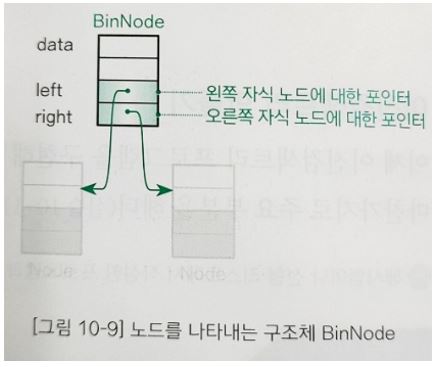 BinNode
data
left
right
왼쪽 자식 노드에 대한 포인터
오른쪽 자식 노드에 대한 포인터
[그림 10-9] 노드를 나타내는 구조체 BinNode